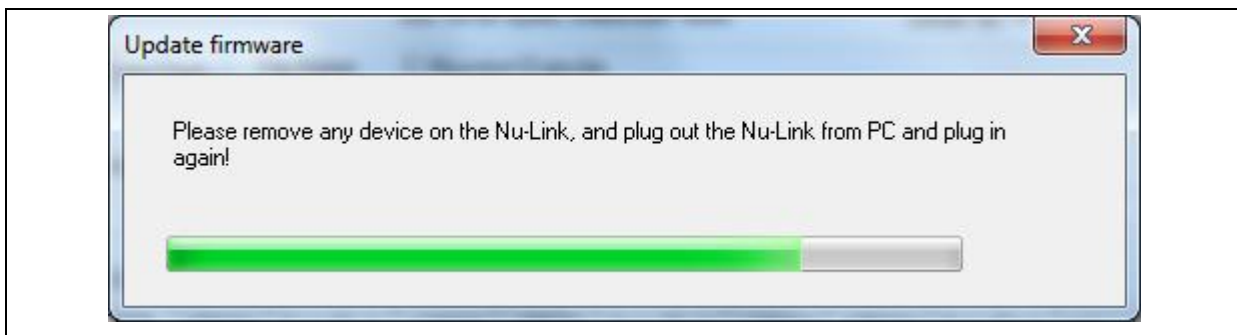 Update firmware
Please remove any device on the Nu-Link, and plug out the Nu-Link from PC and plug in
again!